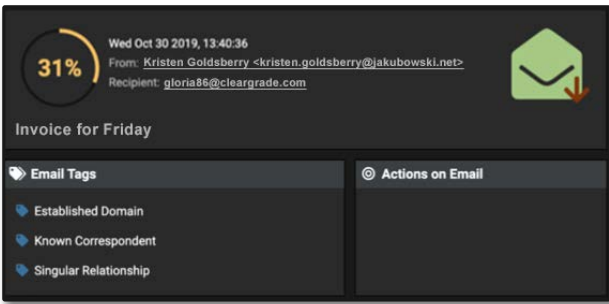 31%
Wed Oct 30 2019, 13:40:36
From: Kristen Goldsberry <kristen.goldsberry@jakubowski.net>
Recipient: gloria86@cleargrade.com
Invoice for Friday
Email Tags
Established Domain
Known Correspondent
Singular Relationship
Actions on Email